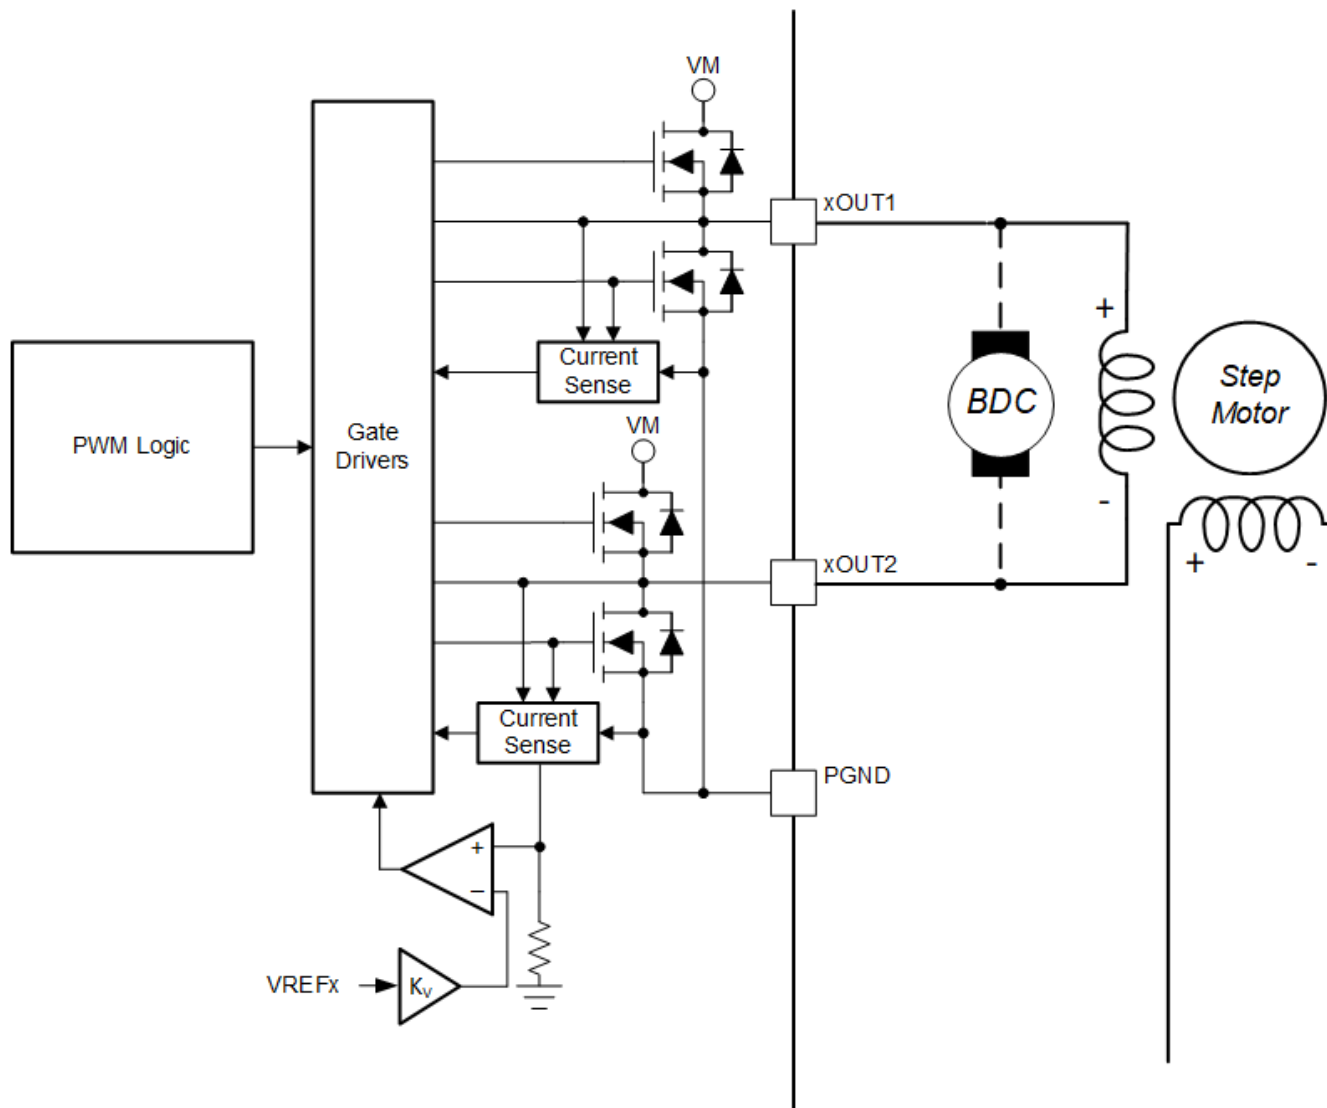 VM
xOUT1
PWM Logic
Gate
Drivers
Current
Sense
+
BDC
Step
Motor
-
VM
xOUT2
+
-
Current
Sense
PGND
+
−
VREFx
KV